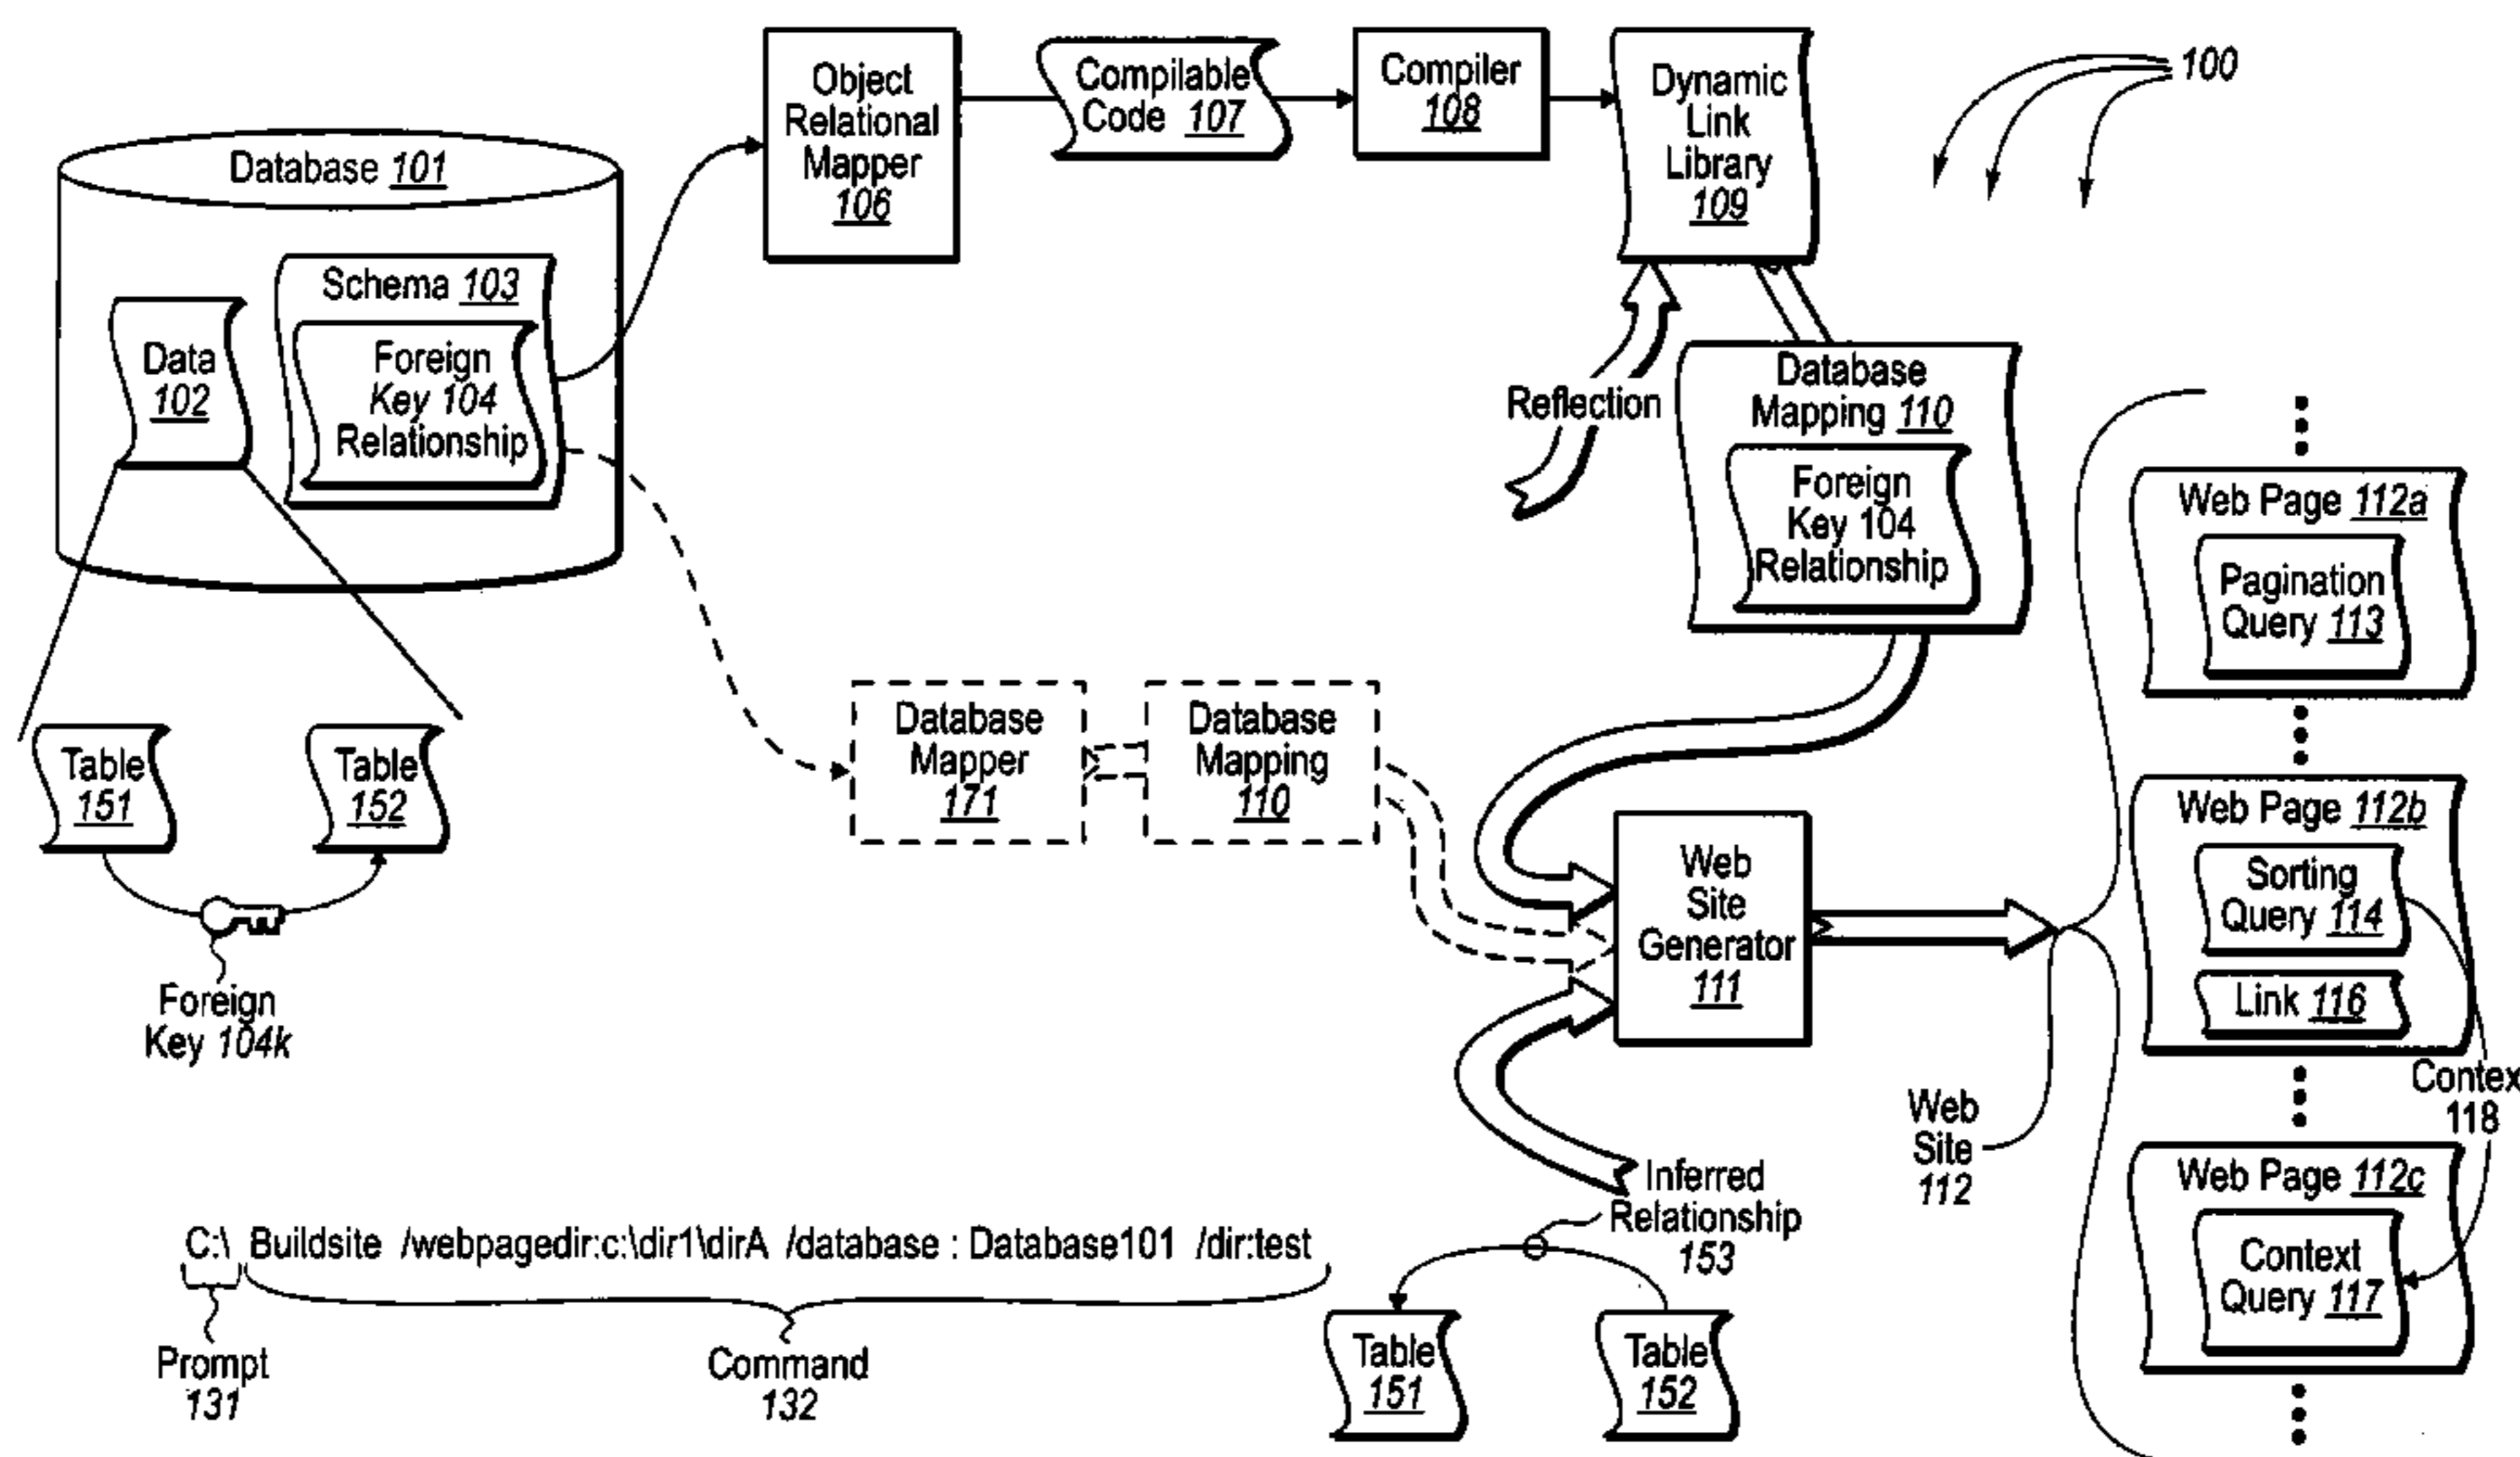 100
Object
Relational
Mapper
106
Compilable
Code 107
Compiler
108
Dynamic
Link
Library
109
Database 101
Schema 103
Foreign
Key 104
Relationship
Data
102
Reflection
Database
Mapping 110
Foreign
Key 104
Relationship
Web Page 112a
Pagination
Query 113
Table
151
Table
152
Foreign
Key 104k
Database
Mapper
171
Database
Mapping
110
Web
Site
Generator
111
Web Page 112b
Sorting
Query 114
Link 116
Contex
118
Web
Site
112
Web Page 112c
Context
Query 117
Inferred
Relationship
153
Table
151
Table
152
C:\ Buildsite /webpagedir:c:\dir1\dirA /database : Database101 /dir:test
Prompt
131
Command
132